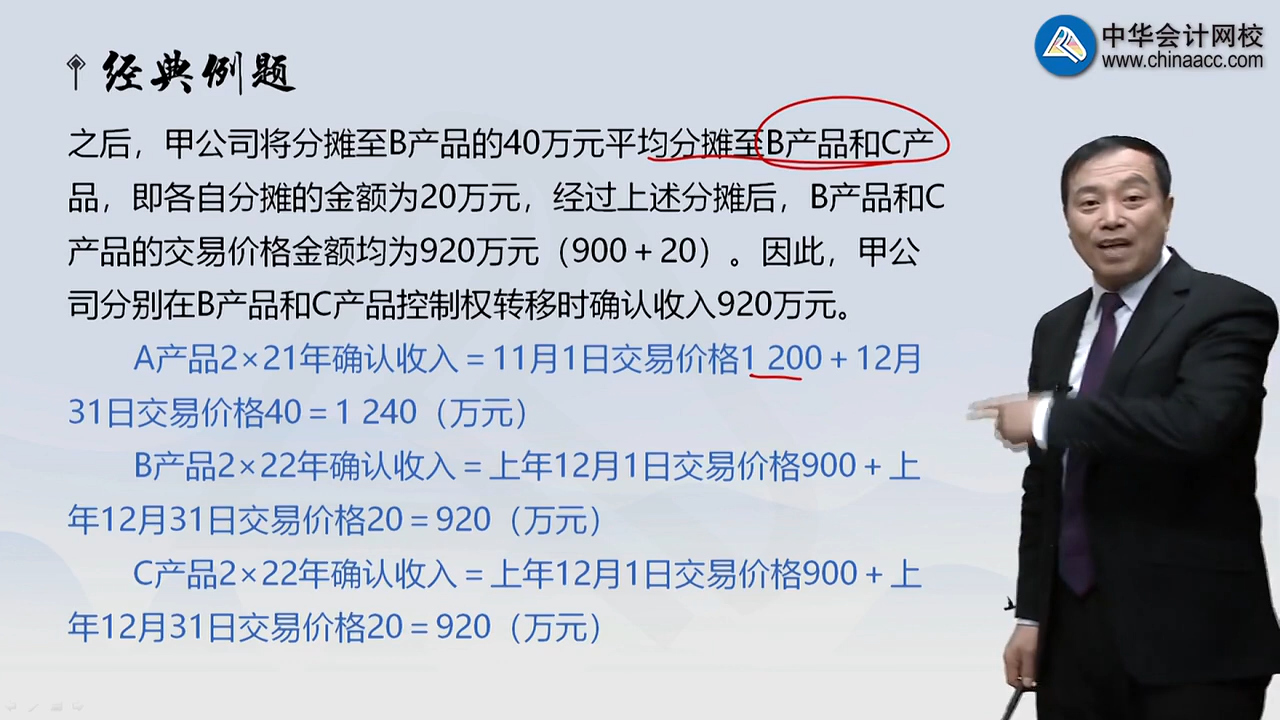 经典例题
中华会计网校
www.chinaacc.com
之后，甲公司将分摊至B产品的40万元平均分摊至B产品和C产
品，即各自分摊的金额为20万元，经过上述分摊后，B产品和C
产品的交易价格金额均为920万元（900＋20）。因此，甲公
司分别在B产品和C产品控制权转移时确认收入920万元。
A产品2×21年确认收入＝11月1日交易价格1 200＋12月
31日交易价格40＝1 240（万元）
B产品2×22年确认收入＝上年12月1日交易价格900＋上
年12月31日交易价格20＝920（万元）
C产品2×22年确认收入＝上年12月1日交易价格900＋上
年12月31日交易价格20＝920（万元）